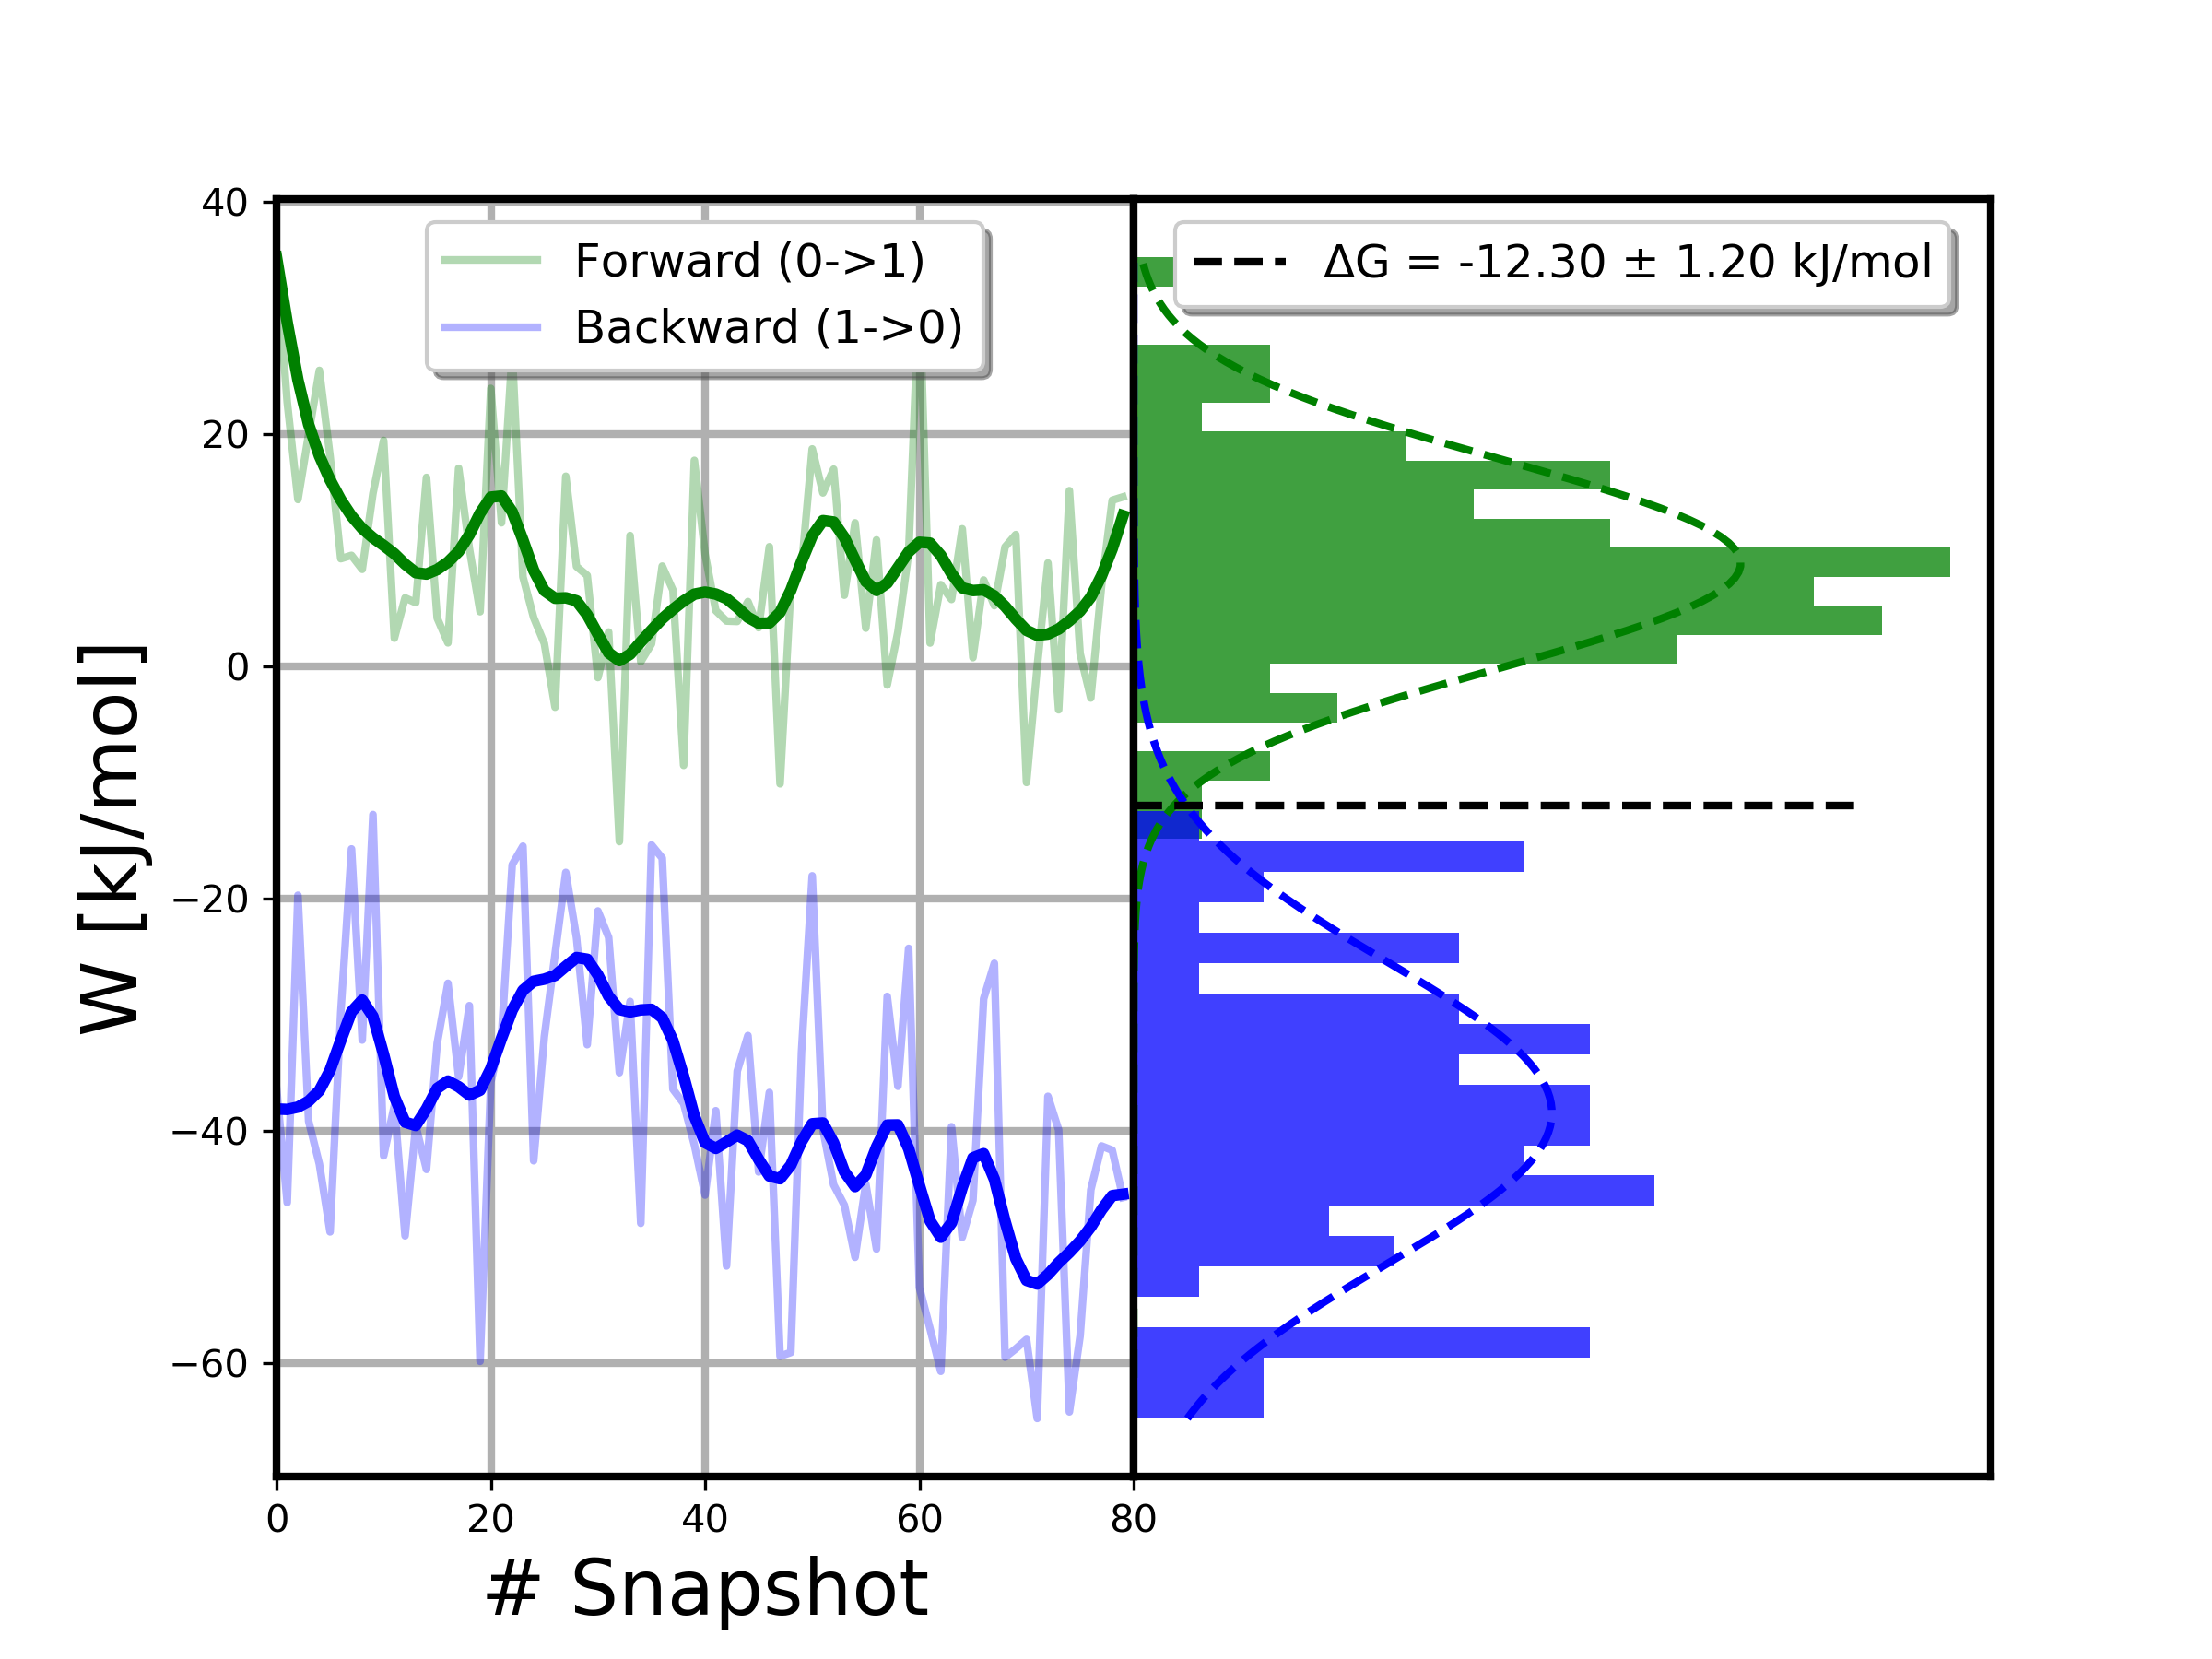 40
20
0
−20
−40
−60
W [kJ/mol]
Forward (0->1)
Backward (1->0)
ΔG = -12.30 ± 1.20 kJ/mol
0 20 40 60 80
# Snapshot